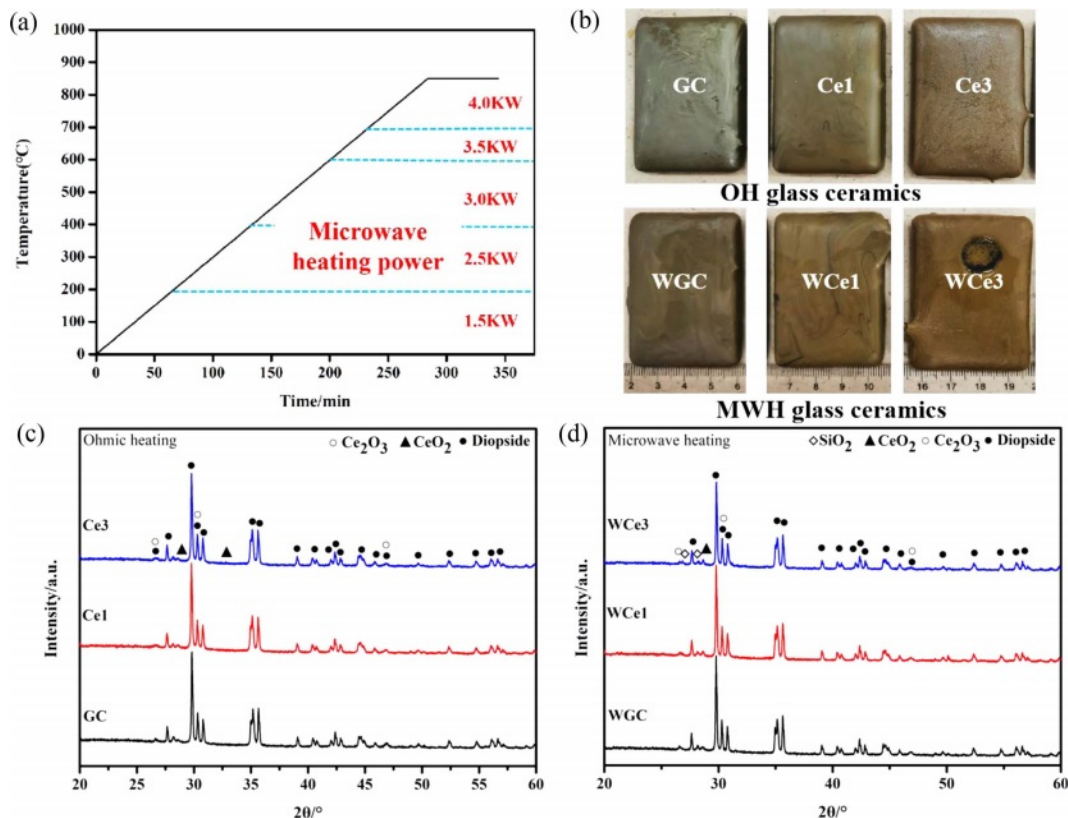 (a)
1000
900
800
700
600
500
400
300
200
100
0
Temperature(°C)
4.0KW
3.5KW
3.0KW
Microwave
heating power
2.5KW
1.5KW
0 50 100 150 200 250 300 350
Time/min
(b)
GC Ce1 Ce3
OH glass ceramics
WGC WCe1 WCe3
2 3 4 5 6 7 8 9 10 16 17 18 19
MWH glass ceramics
(c)
Ohmic heating
○ Ce2O3 ▲ CeO2 ● Diopside
Ce3
Ce1
GC
Intensity/a.u.
20 25 30 35 40 45 50 55 60
2θ/°
(d)
Microwave heating
◇ SiO2 ▲ CeO2 ○ Ce2O3 ● Diopside
WCe3
WCe1
WGC
Intensity/a.u.
20 25 30 35 40 45 50 55 60
2θ/°